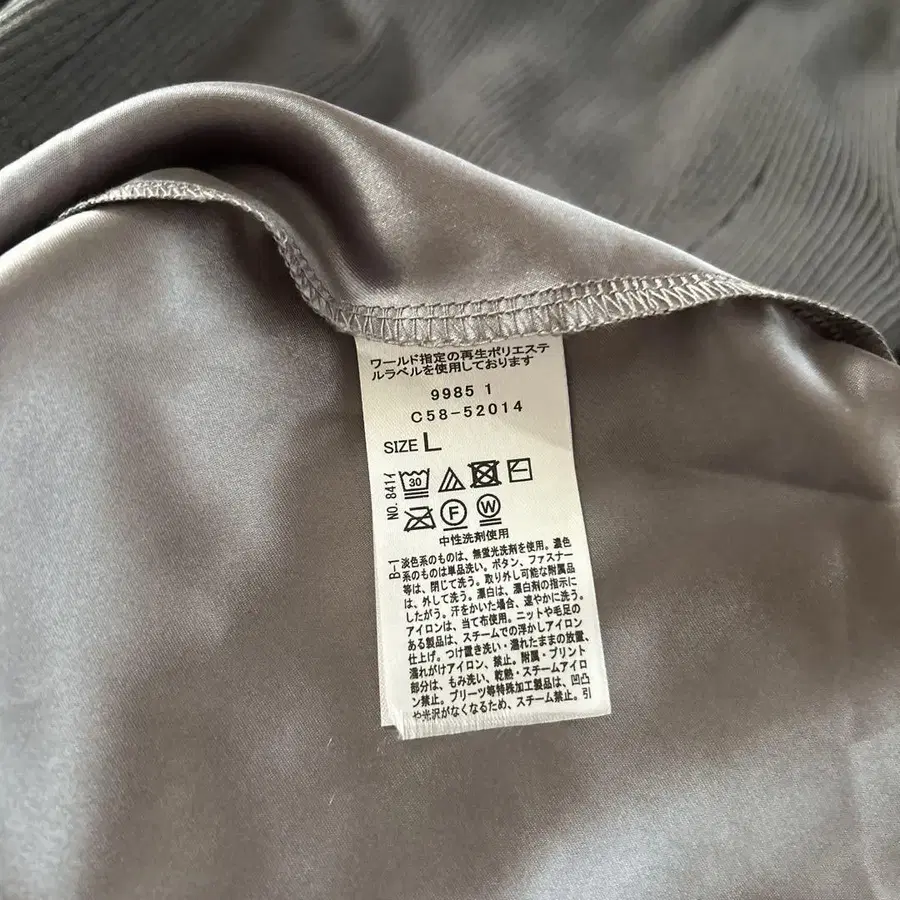 ワールド指定の再生ポリエステ
ルラベルを使用しております
9985 1
C58-52014
SIZE L
NO. 841イ
30
F
W
中性洗剤使用
B-1
淡色系のものは、無蛍光洗剤を使用。濃色
系のものは単品洗い。ボタン、ファスナー
等は、閉じて洗う。取り外し可能な附属品
は、外して洗う。漂白は、漂白剤の指示に
したがう。汗をかいた場合、速やかに洗う。
アイロンは、当て布使用。ニットや毛足の
ある製品は、スチームでの浮かしアイロン
仕上げ。つけ置き洗い・濡れたままの放置、
濡れがけアイロン、禁止。附属・プリント
部分は、もみ洗い、乾熱・スチームアイロ
ン禁止。プリーツ等特殊加工製品は、凹凸
や光沢がなくなるため、スチーム禁止。引